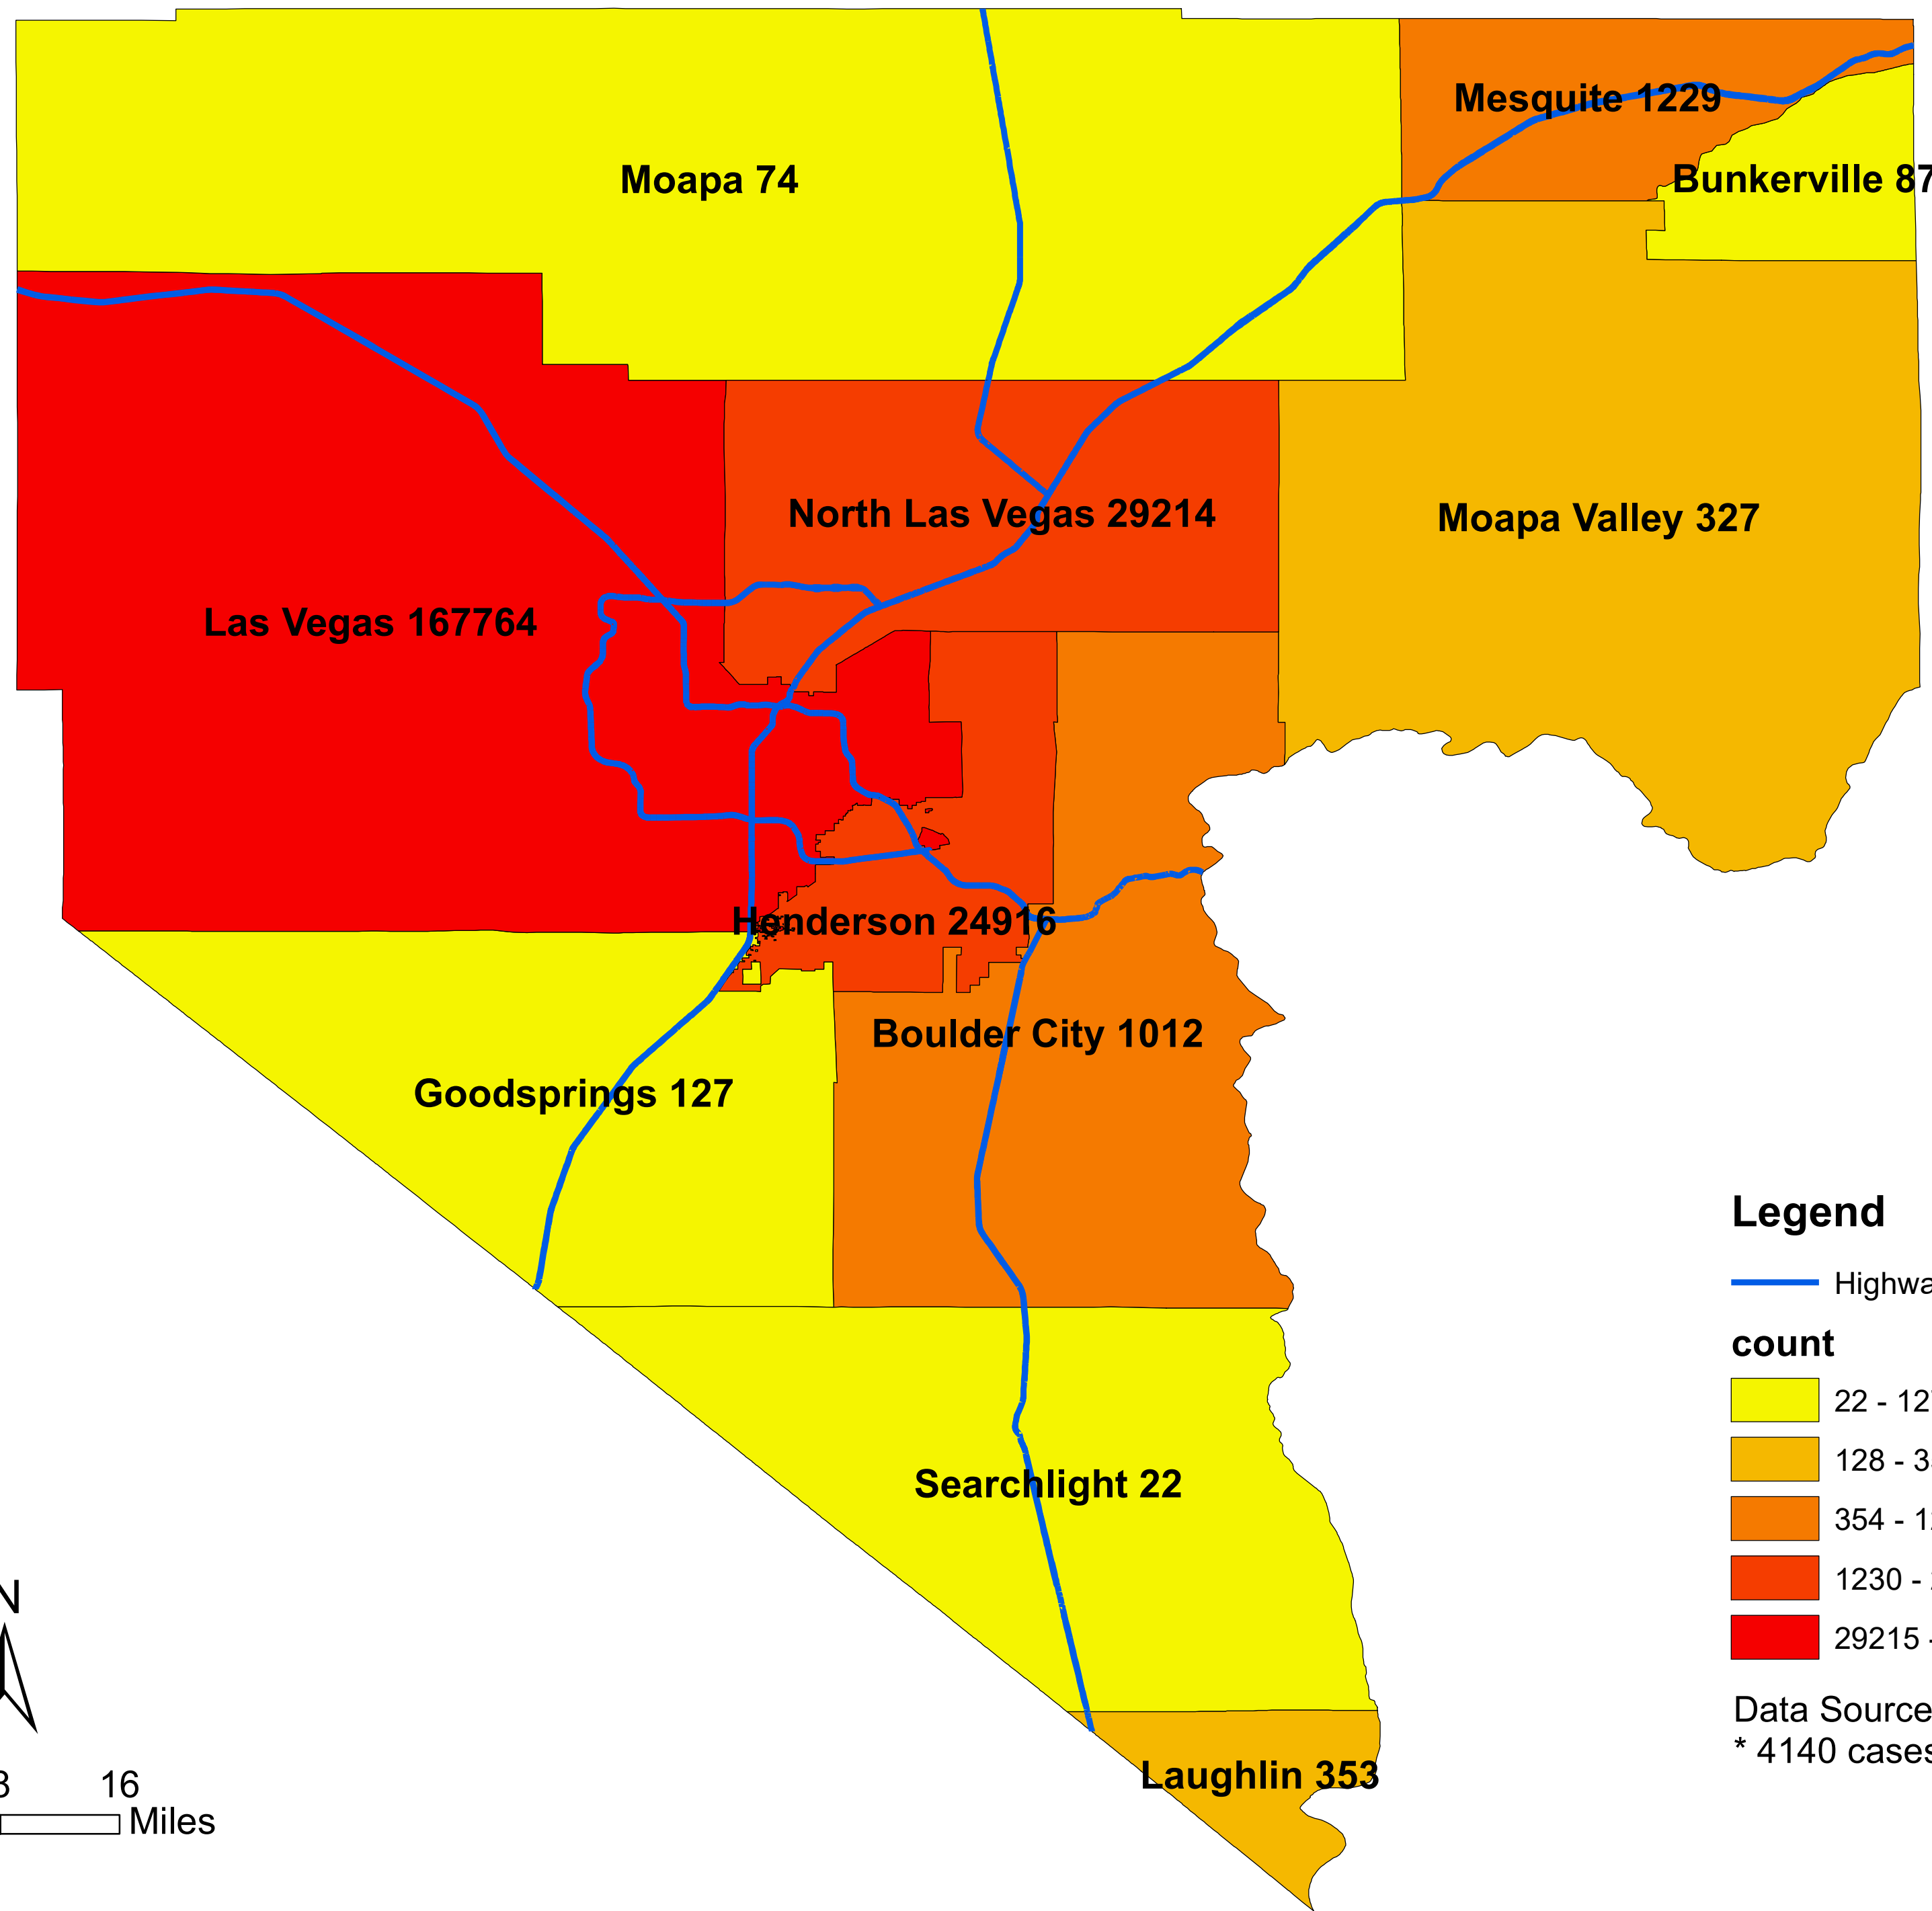 Mesquite 1229
Moapa 74
Bunkerville 87
North Las Vegas 29214
Moapa Valley 327
Las Vegas 167764
Henderson 24916
Boulder City 1012
Goodsprings 127
Legend
Highwa
count
22 - 12
128 - 3
Searchlight 22
354 - 1
1230 -
N
29215 -
Data Source
* 4140 cases
Laughlin 353
16
Miles